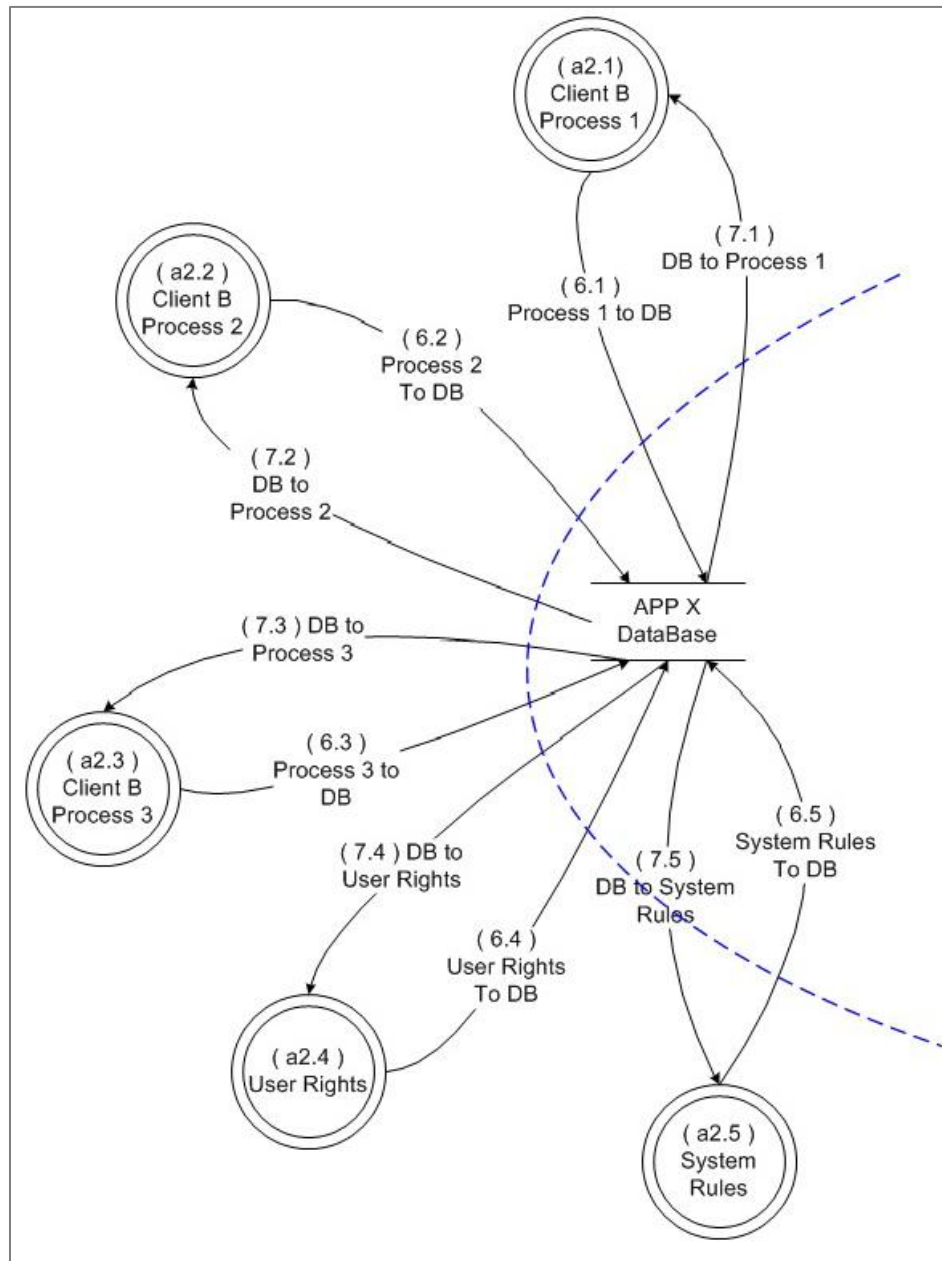 ( a2.1)
Client B
Process 1
( 7.1 )
DB to Process 1
( 6.1 )
Process 1 to DB
( a2.2 )
Client B
Process 2
( 6.2 )
Process 2
To DB
( 7.2 )
DB to
Process 2
APP X
DataBase
( 7.3 ) DB to
Process 3
( a2.3 )
Client B
Process 3
( 6.3 )
Process 3 to
DB
( 7.4 ) DB to
User Rights
( 6.4 )
User Rights
To DB
( 7.5 )
DB to System
Rules
( 6.5 )
System Rules
To DB
( a2.4 )
User Rights
( a2.5 )
System
Rules